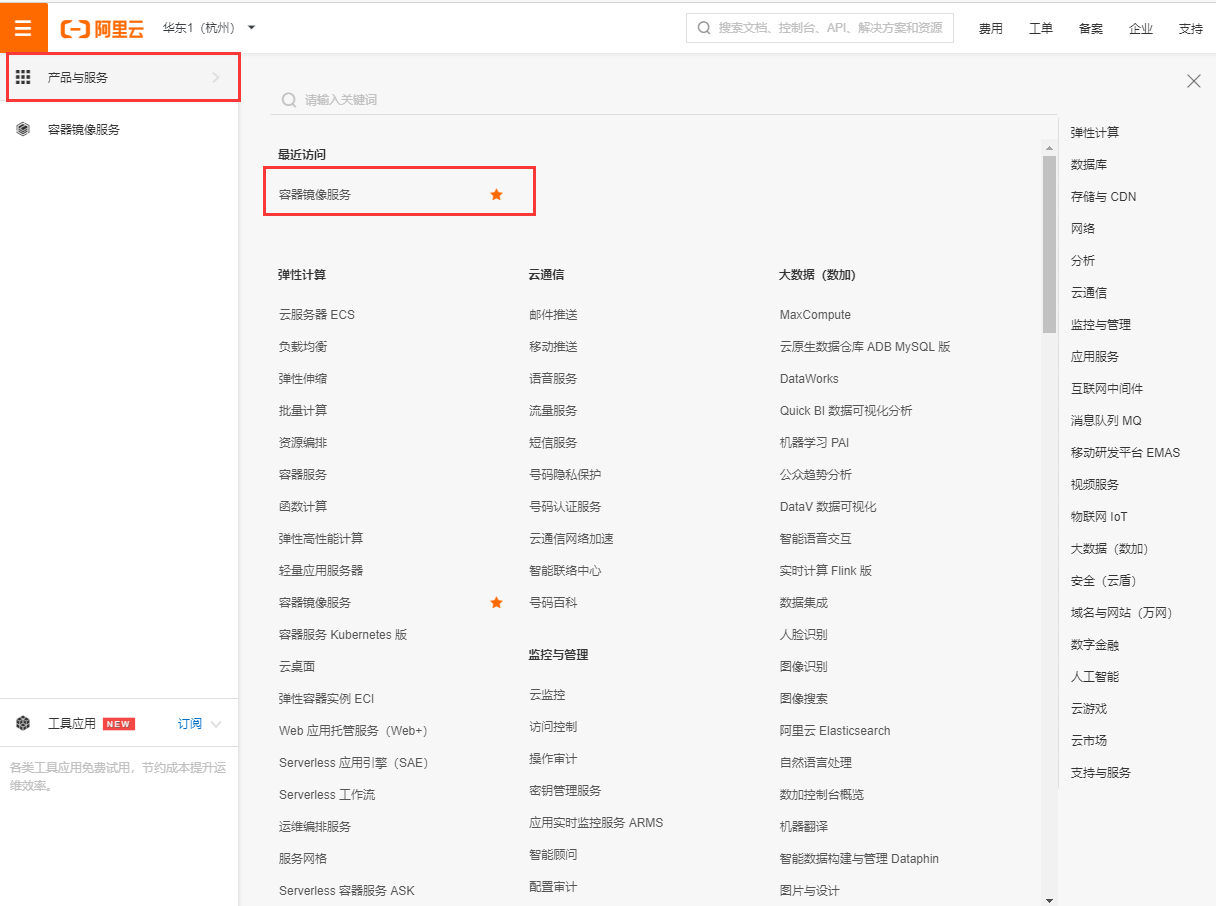 阿里云
华东1（杭州）
搜索文档、控制台、API、解决方案和资源
费用
工单
备案
企业
支持
产品与服务
容器镜像服务
工具应用 NEW 订阅
各类工具应用免费试用，节约成本提升运
维效率。
请输入关键词
最近访问
容器镜像服务
弹性计算
云服务器 ECS
负载均衡
弹性伸缩
批量计算
资源编排
容器服务
函数计算
弹性高性能计算
轻量应用服务器
容器镜像服务
容器服务 Kubernetes 版
云桌面
弹性容器实例 ECI
Web 应用托管服务（Web+）
Serverless 应用引擎（SAE）
Serverless 工作流
运维编排服务
服务网格
Serverless 容器服务 ASK
云通信
邮件推送
移动推送
语音服务
流量服务
短信服务
号码隐私保护
号码认证服务
云通信网络加速
智能联络中心
号码百科
监控与管理
云监控
访问控制
操作审计
密钥管理服务
应用实时监控服务 ARMS
智能顾问
配置审计
大数据（数加）
MaxCompute
云原生数据仓库 ADB MySQL 版
DataWorks
Quick BI 数据可视化分析
机器学习 PAI
公众趋势分析
DataV 数据可视化
智能语音交互
实时计算 Flink 版
数据集成
人脸识别
图像识别
图像搜索
阿里云 Elasticsearch
自然语言处理
数加控制台概览
机器翻译
智能数据构建与管理 Dataphin
图片与设计
弹性计算
数据库
存储与 CDN
网络
分析
云通信
监控与管理
应用服务
互联网中间件
消息队列 MQ
移动研发平台 EMAS
视频服务
物联网 IoT
大数据（数加）
安全（云盾）
域名与网站（万网）
数字金融
人工智能
云游戏
云市场
支持与服务